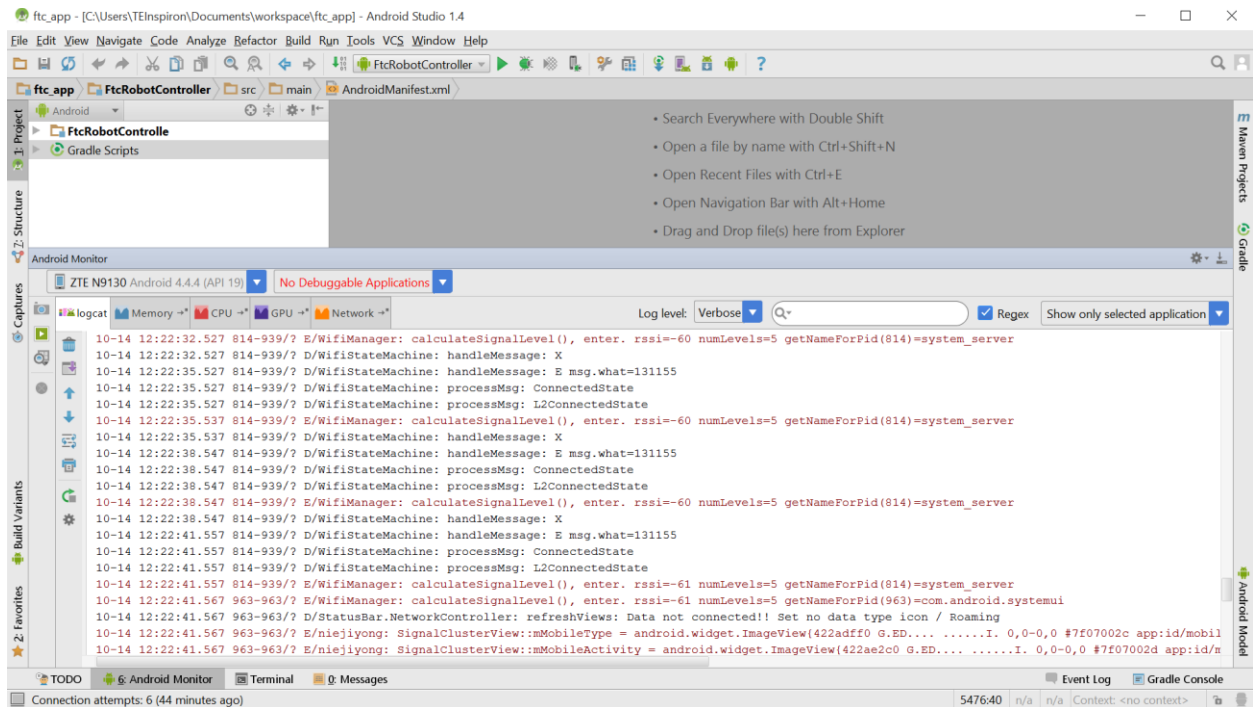 ftc_app - [C:\Users\TEInspiron\Documents\workspace\ftc_app] - Android Studio 1.4
File Edit View Navigate Code Analyze Refactor Build Run Tools VCS Window Help
FtcRobotController
ftc_app FtcRobotController src main AndroidManifest.xml
Android
1: Project
FtcRobotControlle
Gradle Scripts
• Search Everywhere with Double Shift
• Open a file by name with Ctrl+Shift+N
• Open Recent Files with Ctrl+E
• Open Navigation Bar with Alt+Home
• Drag and Drop file(s) here from Explorer
Maven Projects
Gradle
Z: Structure
Android Monitor
ZTE N9130 Android 4.4.4 (API 19) No Debuggable Applications
Captures
logcat Memory →* CPU →* GPU →* Network →* Log level: Verbose Regex Show only selected application
10-14 12:22:32.527 814-939/? E/WifiManager: calculateSignalLevel(), enter. rssi=-60 numLevels=5 getNameForPid(814)=system_server
10-14 12:22:32.527 814-939/? D/WifiStateMachine: handleMessage: X
10-14 12:22:35.527 814-939/? D/WifiStateMachine: handleMessage: E msg.what=131155
10-14 12:22:35.527 814-939/? D/WifiStateMachine: processMsg: ConnectedState
10-14 12:22:35.527 814-939/? D/WifiStateMachine: processMsg: L2ConnectedState
10-14 12:22:35.537 814-939/? E/WifiManager: calculateSignalLevel(), enter. rssi=-60 numLevels=5 getNameForPid(814)=system_server
10-14 12:22:35.537 814-939/? D/WifiStateMachine: handleMessage: X
10-14 12:22:38.547 814-939/? D/WifiStateMachine: handleMessage: E msg.what=131155
10-14 12:22:38.547 814-939/? D/WifiStateMachine: processMsg: ConnectedState
10-14 12:22:38.547 814-939/? D/WifiStateMachine: processMsg: L2ConnectedState
10-14 12:22:38.547 814-939/? E/WifiManager: calculateSignalLevel(), enter. rssi=-60 numLevels=5 getNameForPid(814)=system_server
10-14 12:22:38.547 814-939/? D/WifiStateMachine: handleMessage: X
10-14 12:22:41.557 814-939/? D/WifiStateMachine: handleMessage: E msg.what=131155
10-14 12:22:41.557 814-939/? D/WifiStateMachine: processMsg: ConnectedState
10-14 12:22:41.557 814-939/? D/WifiStateMachine: processMsg: L2ConnectedState
10-14 12:22:41.557 814-939/? E/WifiManager: calculateSignalLevel(), enter. rssi=-61 numLevels=5 getNameForPid(814)=system_server
10-14 12:22:41.567 963-963/? E/WifiManager: calculateSignalLevel(), enter. rssi=-61 numLevels=5 getNameForPid(963)=com.android.systemui
10-14 12:22:41.567 963-963/? D/StatusBar.NetworkController: refreshViews: Data not connected!! Set no data type icon / Roaming
10-14 12:22:41.567 963-963/? E/niejiyong: SignalClusterView::mMobileType = android.widget.ImageView{422adff0 G.ED.... ......I. 0,0-0,0 #7f07002c app:id/mobil
10-14 12:22:41.567 963-963/? E/niejiyong: SignalClusterView::mMobileActivity = android.widget.ImageView{422ae2c0 G.ED.... ......I. 0,0-0,0 #7f07002d app:id/m
Build Variants
2: Favorites
Android Model
TODO 6: Android Monitor Terminal 0: Messages Event Log Gradle Console
Connection attempts: 6 (44 minutes ago) 5476:40 n/a n/a Context: <no context>